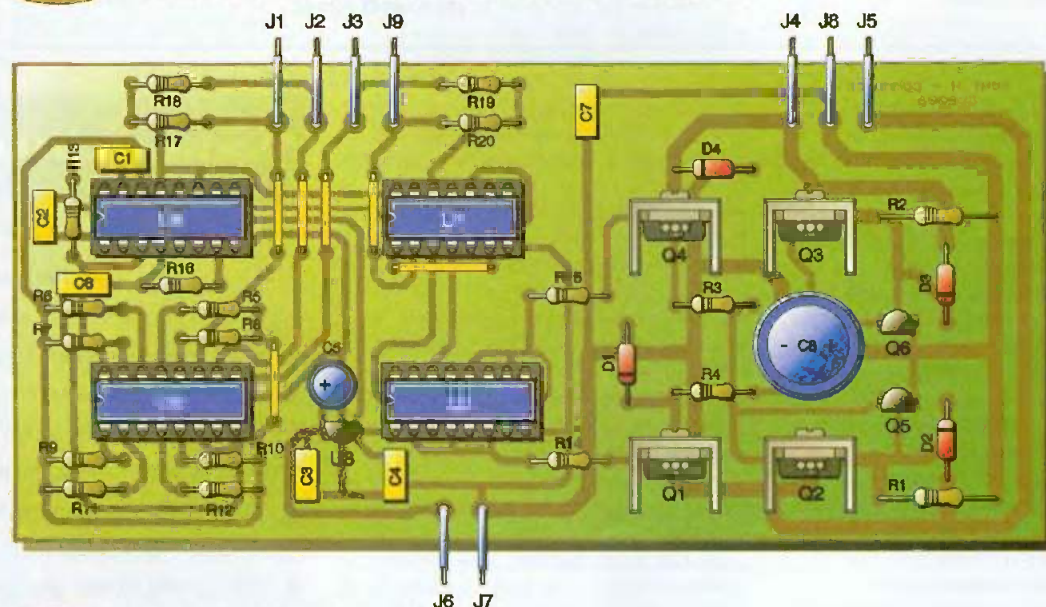 J1 J2 J3 J9 J4 J8 J5
R18 R19
C7
R17 R20
C1
D4
C2
R2
Q4 Q3
R16
C6
D3
R3
R6 R5
R7 R8
C5
+
- C8
Q6
D1
R4
Q5
D2
R9 R10
C3 C4
R1
Q1 Q2
R11 R12
R1
J6 J7